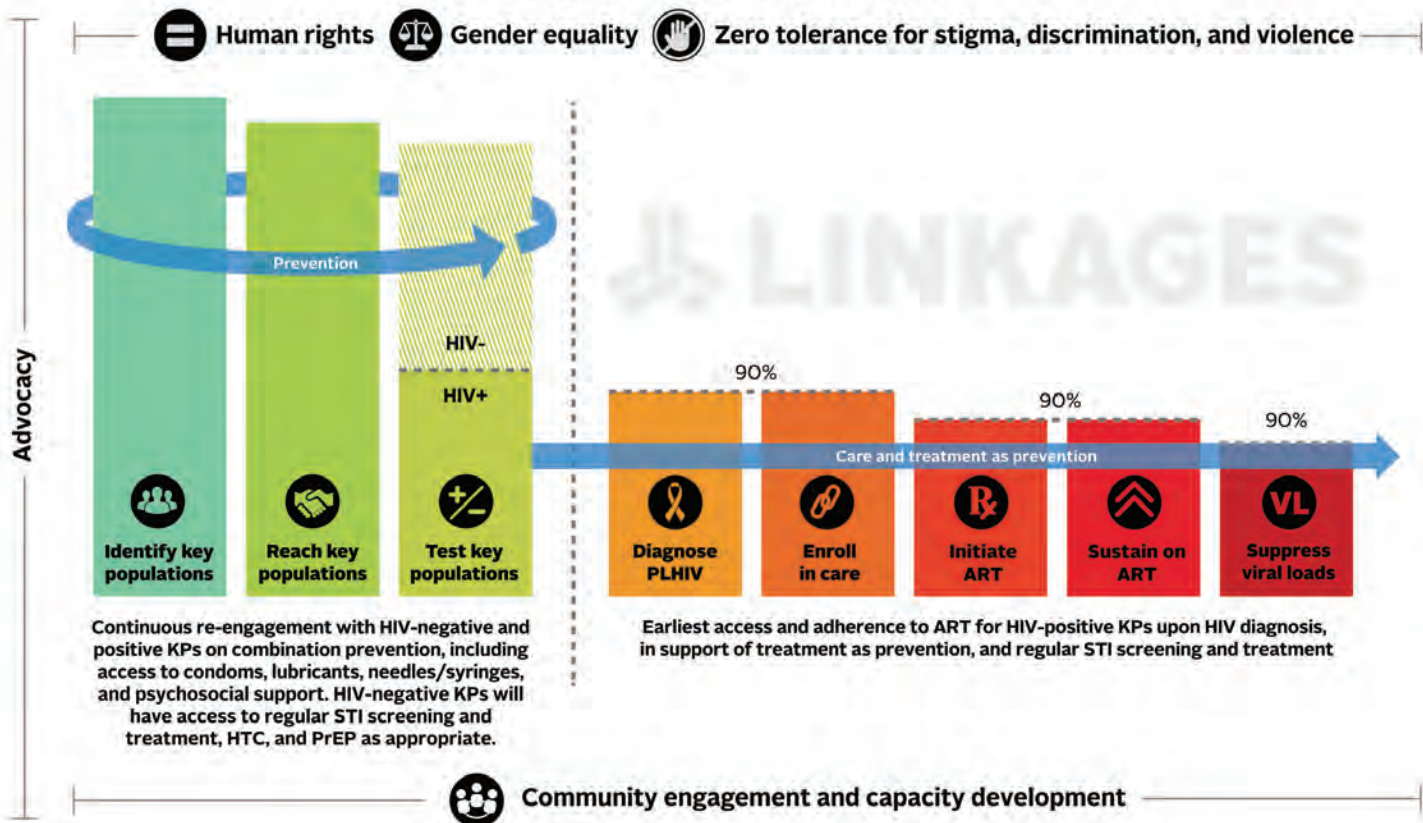 Human rights Gender equality Zero tolerance for stigma, discrimination, and violence
Advocacy
LINKAGES
Prevention
HIV-
HIV+
90%
90%
90%
Care and treatment as prevention
Rx
VL
Identify key
populations
Reach key
populations
Test key
populations
Diagnose
PLHIV
Enroll
in care
Initiate
ART
Sustain on
ART
Suppress
viral loads
Continuous re-engagement with HIV-negative and
positive KPs on combination prevention, including
access to condoms, lubricants, needles/syringes,
and psychosocial support. HIV-negative KPs will
have access to regular STI screening and
treatment, HTC, and PrEP as appropriate.
Earliest access and adherence to ART for HIV-positive KPs upon HIV diagnosis,
in support of treatment as prevention, and regular STI screening and treatment
Community engagement and capacity development